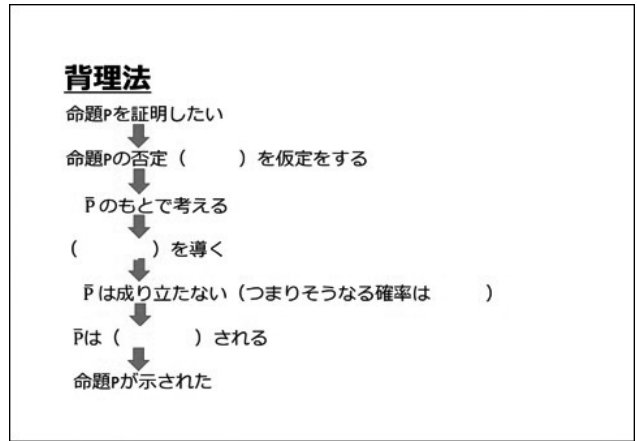 背理法
命題Pを証明したい
命題Pの否定（　　　）を仮定をする
P̅ のもとで考える
（　　　　）を導く
P̅ は成り立たない（つまりそうなる確率は　　　）
P̅は（　　　　）される
命題Pが示された